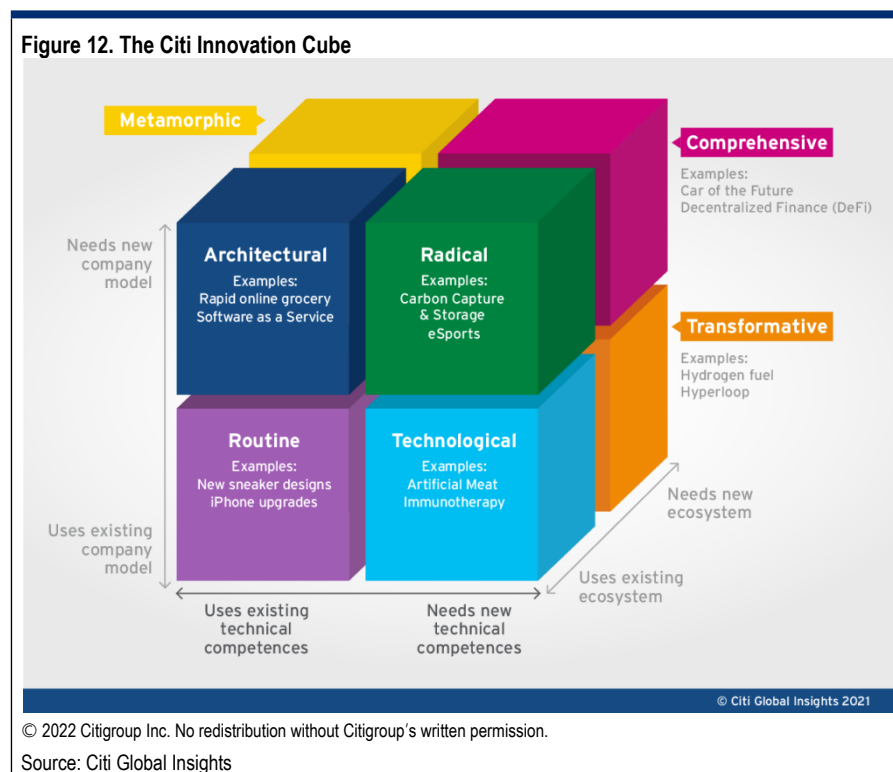 Figure 12. The Citi Innovation Cube
Metamorphic
Comprehensive
Examples:
Car of the Future
Decentralized Finance (DeFi)
Needs new
company
model
Architectural
Examples:
Rapid online grocery
Software as a Service
Radical
Examples:
Carbon Capture
& Storage
eSports
Transformative
Examples:
Hydrogen fuel
Hyperloop
Routine
Examples:
New sneaker designs
iPhone upgrades
Technological
Examples:
Artificial Meat
Immunotherapy
Needs new
ecosystem
Uses existing
company
model
Uses existing
ecosystem
Uses existing
technical
competences
Needs new
technical
competences
© Citi Global Insights 2021
© 2022 Citigroup Inc. No redistribution without Citigroup's written permission.
Source: Citi Global Insights